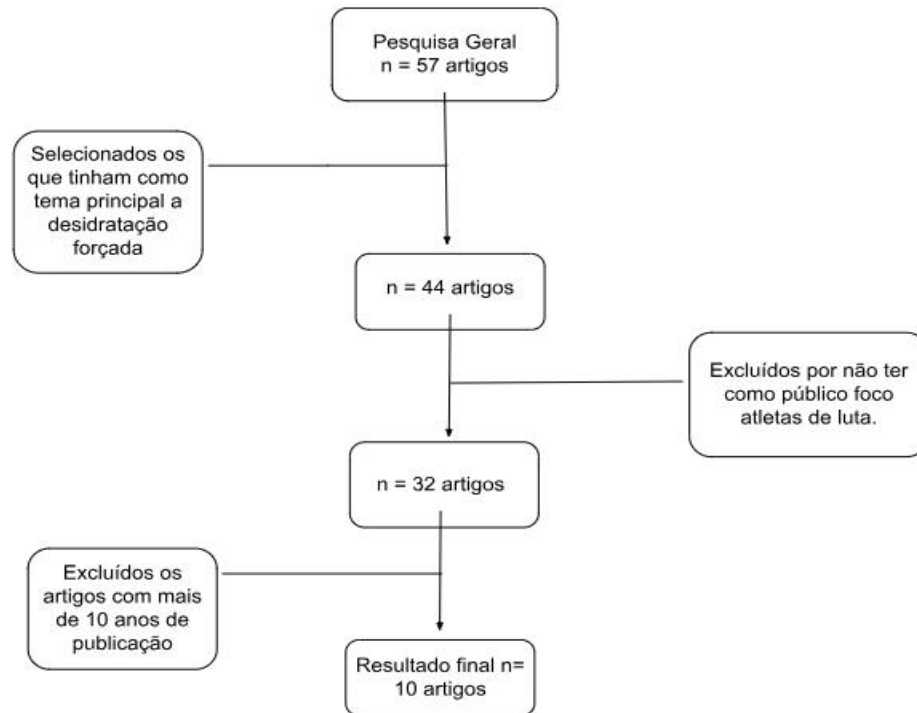 Pesquisa Geral
n = 57 artigos
Selecionados os
que tinham como
tema principal a
desidratação
forçada
n = 44 artigos
Excluídos por não ter
como público foco
atletas de luta.
n = 32 artigos
Excluídos os
artigos com mais
de 10 anos de
publicação
Resultado final n=
10 artigos